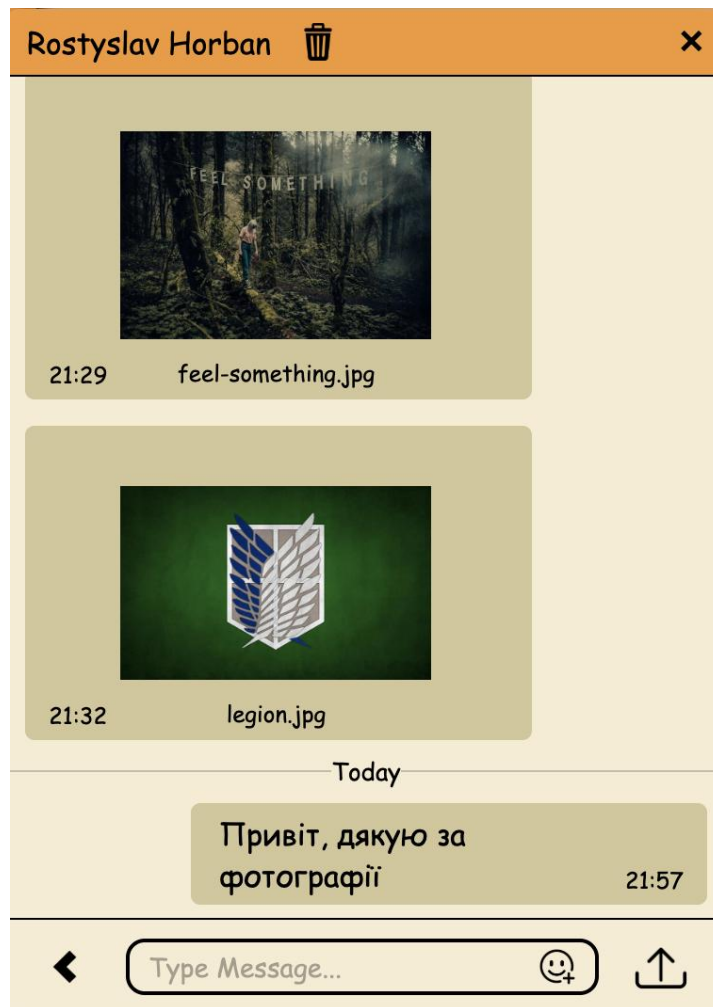 Rostyslav Horban
FEEL SOMETHING
21:29 feel-something.jpg
21:32 legion.jpg
Today
Привіт, дякую за
фотографії 21:57
Type Message...